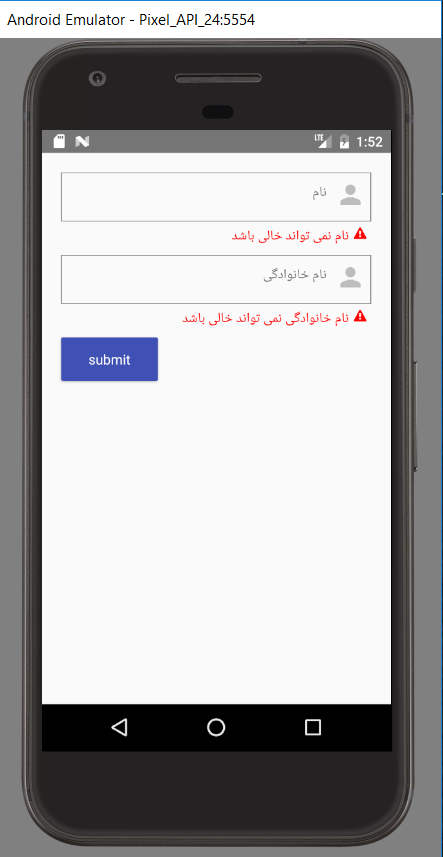 Android Emulator - Pixel_API_24:5554
LTE 1:52
نام
نام نمی تواند خالی باشد
نام خانوادگی
نام خانوادگی نمی تواند خالی باشد
submit